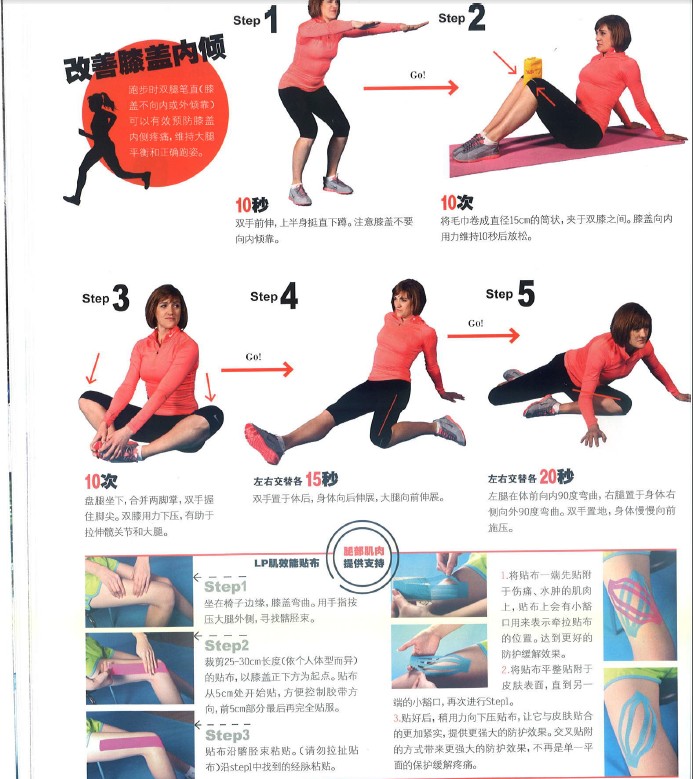 改善膝盖内倾
跑步时双腿笔直(膝
盖不向内或外倾靠)
可以有效预防膝盖
内侧疼痛,维持大腿
平衡和正确跑姿。
Step 1
Go!
10秒
双手前伸,上半身挺直下蹲。注意膝盖不要
向内倾靠。
Step 2
10次
将毛巾卷成直径15cm的筒状,夹于双膝之间。膝盖向内
用力维持10秒后放松。
Step 3
Go!
10次
盘腿坐下,合并两脚掌,双手握
住脚尖。双膝用力下压,有助于
拉伸髋关节和大腿。
Step 4
Go!
左右交替各 15秒
双手置于体后,身体向后伸展,大腿向前伸展。
Step 5
左右交替各 20秒
左腿在体前向内90度弯曲,右腿置于身体右
侧向外90度弯曲。双手置地,身体慢慢向前
施压。
LP肌效能贴布
腿部肌肉
提供支持
Step1
坐在椅子边缘,膝盖弯曲。用手指按
压大腿外侧,寻找髂胫束。
Step2
裁剪25-30cm长度(依个人体型而异)
的贴布,以膝盖正下方为起点。贴布
从5cm处开始贴,方便控制胶带方
向,前5cm部分最后再完全贴服。
Step3
贴布沿髂胫束粘贴。(请勿拉扯贴
布)沿step1中找到的经脉粘贴。
1.将贴布一端先贴附
于伤痛、水肿的肌肉
上,贴布上会有小豁
口用来表示牵拉贴布
的位置。达到更好的
防护缓解效果。
2.将贴布平整贴附于
皮肤表面,直到另一
端的小豁口,再次进行Step1。
3.贴好后,稍用力向下压贴布,让它与皮肤贴合
的更加紧实,提供更强大的防护效果。交叉贴附
的方式带来更强大的防护效果,不再是单一平
面的保护缓解疼痛。